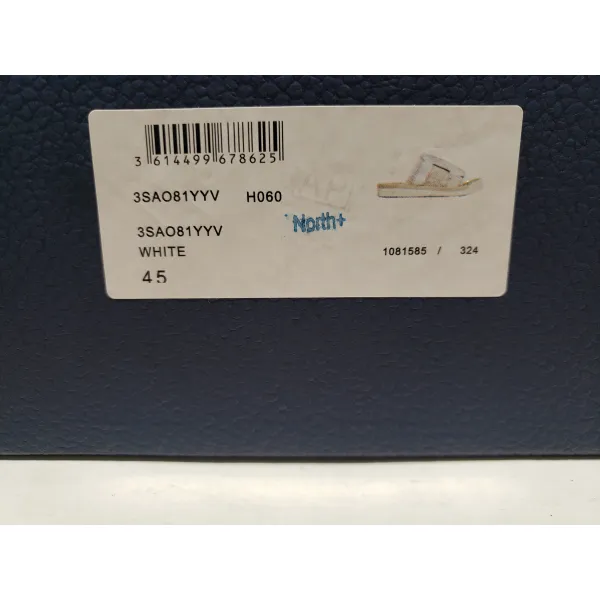 3 614499 678625
3SAO81YYV H060
North+
3SAO81YYV
WHITE
1081585 / 324
45